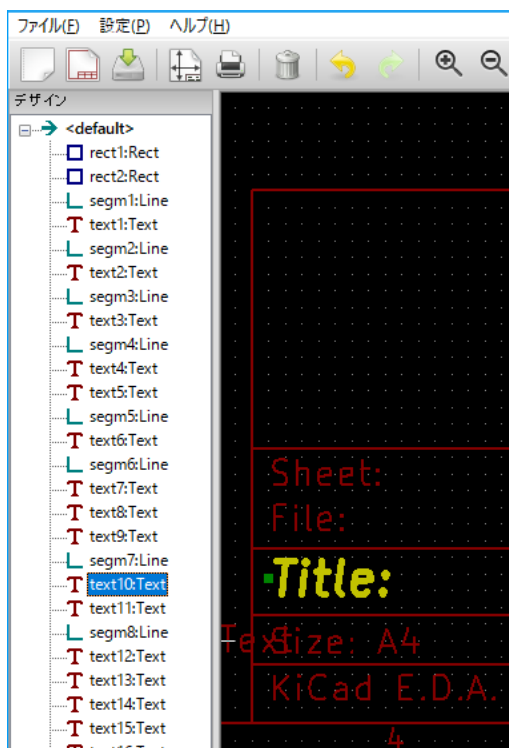 ファイル(F) 設定(P) ヘルプ(H)
デザイン
<default>
rect1:Rect
rect2:Rect
segm1:Line
text1:Text
segm2:Line
text2:Text
segm3:Line
text3:Text
segm4:Line
text4:Text
text5:Text
segm5:Line
text6:Text
segm6:Line
text7:Text
text8:Text
text9:Text
segm7:Line
text10:Text
text11:Text
segm8:Line
text12:Text
text13:Text
text14:Text
text15:Text
Sheet:
File:
Title:
Text
Size: A4
KiCad E.D.A.
4